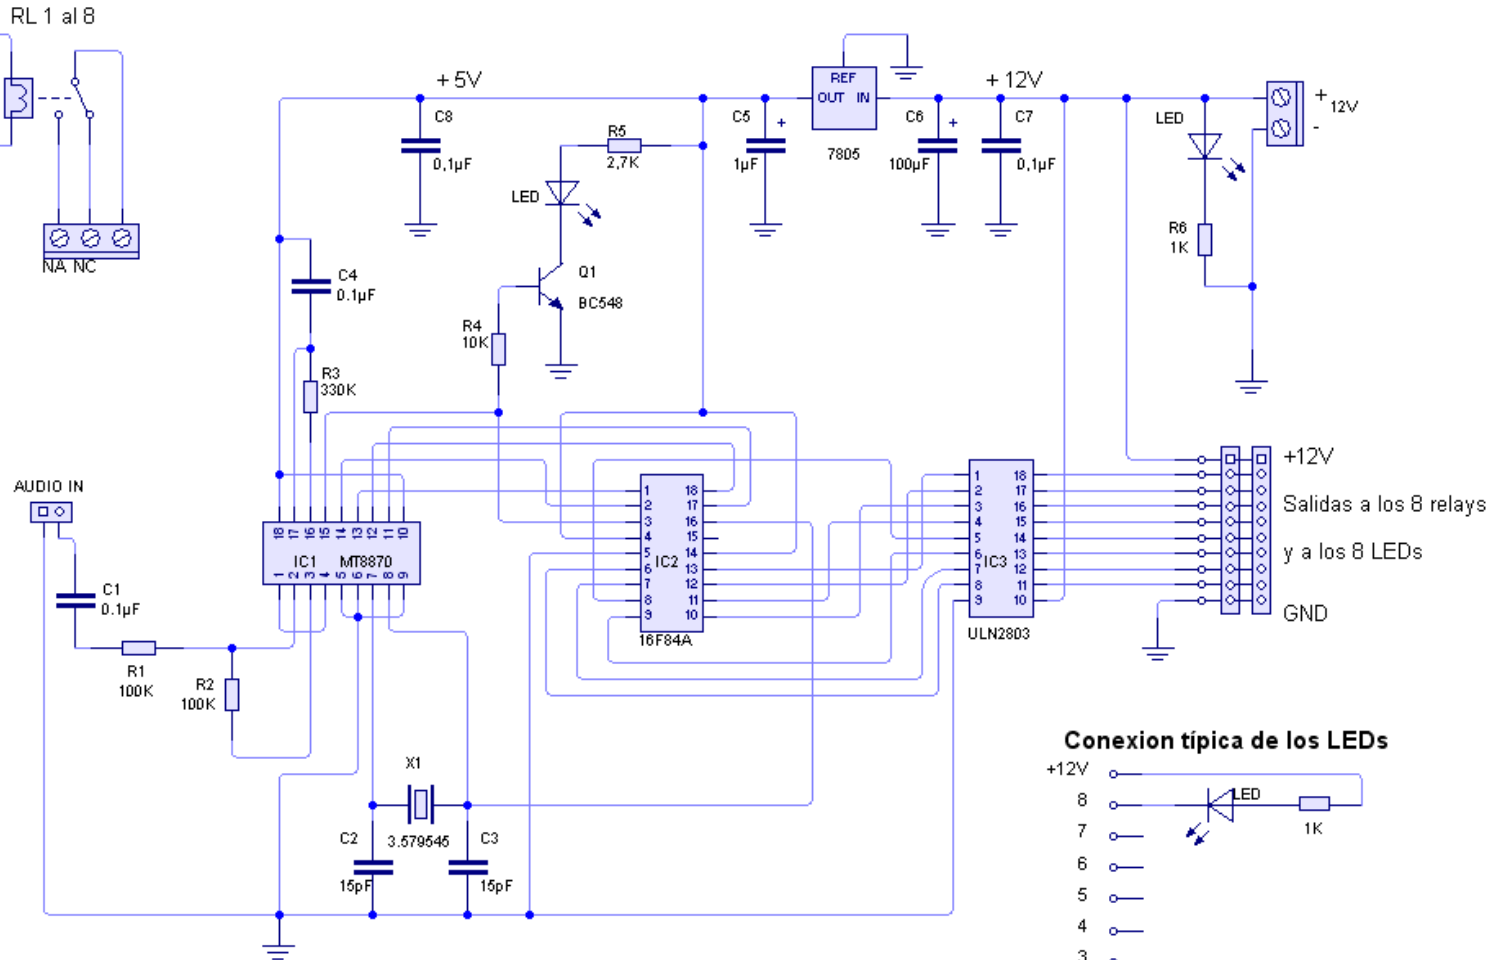 RL 1 al 8
NA NC
+ 5V
C8
0,1µF
R5
2,7K
LED
C5
+
1µF
REF
OUT IN
7805
+ 12V
C6
+
100µF
C7
0,1µF
LED
+
12V
-
R6
1K
C4
0.1µF
R3
330K
Q1
BC548
R4
10K
AUDIO IN
18 17 16 15 14 13 12 11 10
IC1 MT8870
1 2 3 4 5 6 7 8 9
C1
0.1µF
R1
100K
R2
100K
1 18
2 17
3 16
4 15
5 14
IC2
6 13
7 12
8 11
9 10
16F84A
1 18
2 17
3 16
4 15
5 14
6 13
IC3
7 12
8 11
9 10
ULN2803
+12V
Salidas a los 8 relays
y a los 8 LEDs
GND
X1
3.579545
C2
15pF
C3
15pF
Conexion típica de los LEDs
+12V
8
LED
1K
7
6
5
4
3